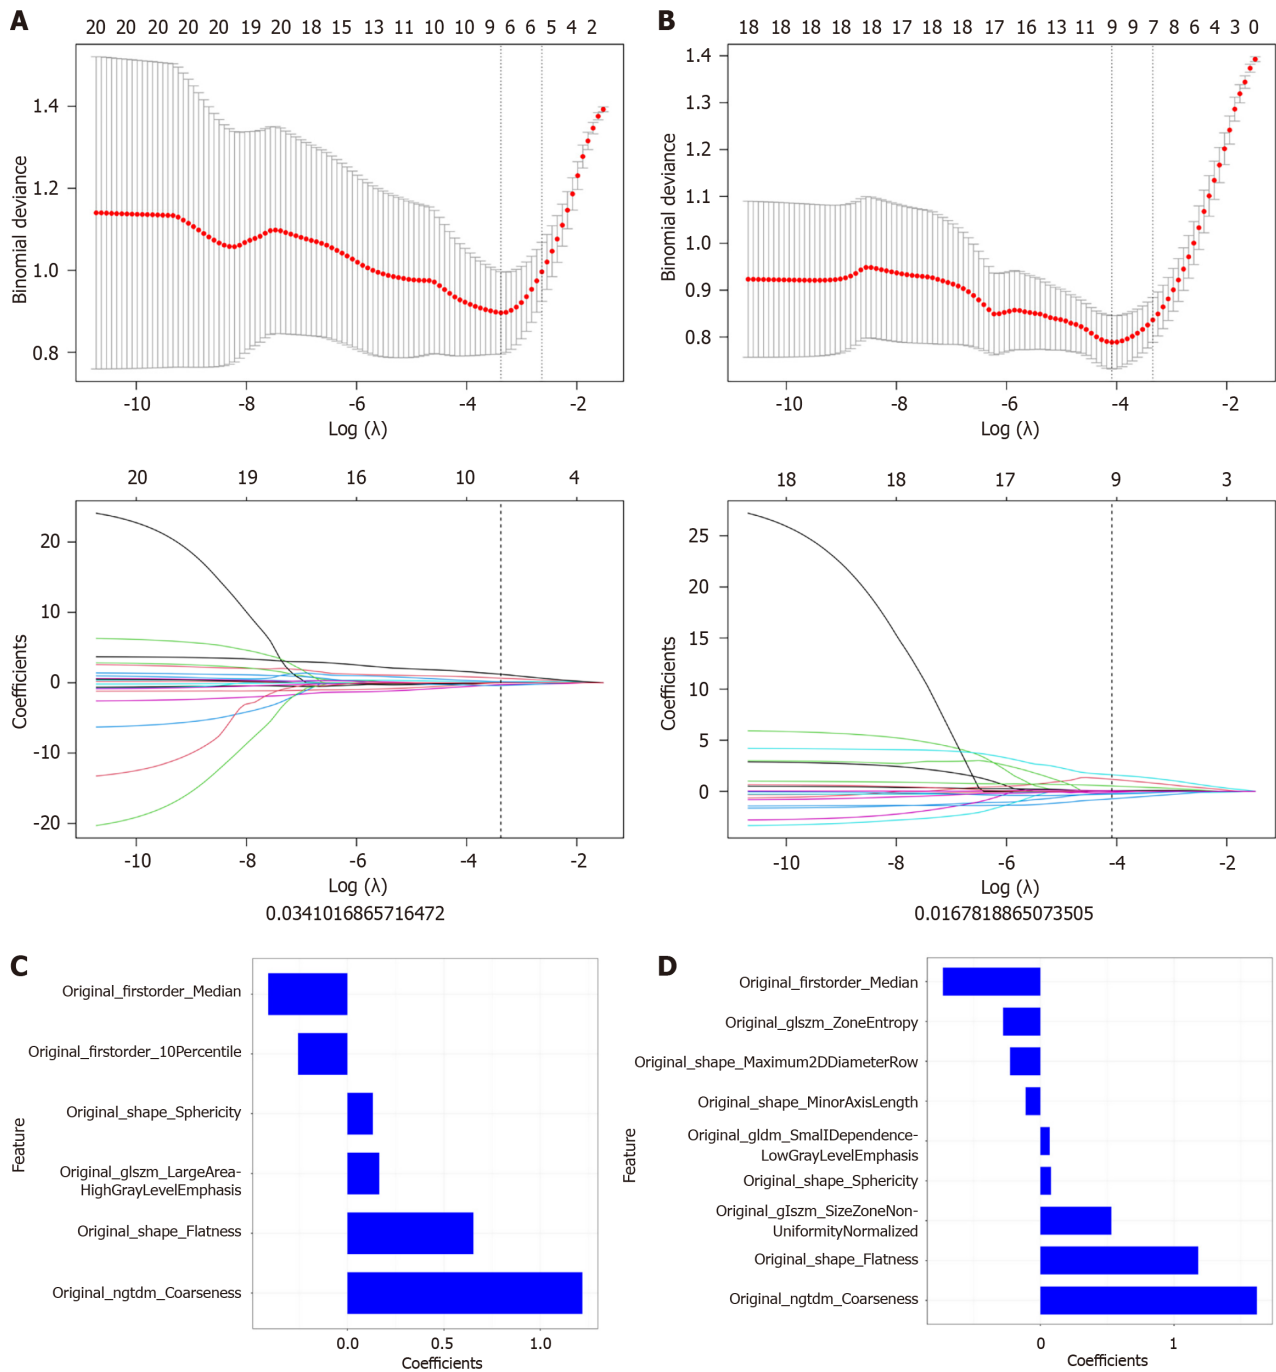 A
20 20 20 20 19 20 18 15 13 11 10 10 9 6 6 5 4 2
Binomial deviance
1.4
1.2
1.0
0.8
-10 -8 -6 -4 -2
Log (λ)
B
18 18 18 18 17 18 18 17 16 13 11 9 9 7 8 6 4 3 0
Binomial deviance
1.4
1.3
1.2
1.1
1.0
0.9
0.8
-10 -8 -6 -4 -2
Log (λ)
20 19 16 10 4
Coefficients
20
10
0
-10
-20
-10 -8 -6 -4 -2
Log (λ)
0.0341016865716472
18 18 17 9 3
Coefficients
25
20
15
10
5
0
-10 -8 -6 -4 -2
Log (λ)
0.0167818865073505
C
Feature
Original_firstorder_Median
Original_firstorder_10Percentile
Original_shape_Sphericity
Original_glszm_LargeArea-
HighGrayLevelEmphasis
Original_shape_Flatness
Original_ngtdm_Coarseness
0.0 0.5 1.0
Coefficients
D
Feature
Original_firstorder_Median
Original_glszm_ZoneEntropy
Original_shape_Maximum2DDiameterRow
Original_shape_MinorAxisLength
Original_gldm_SmallDependence-
LowGrayLevelEmphasis
Original_shape_Sphericity
Original_glszm_SizeZoneNon-
UniformityNormalized
Original_shape_Flatness
Original_ngtdm_Coarseness
0 1
Coefficients